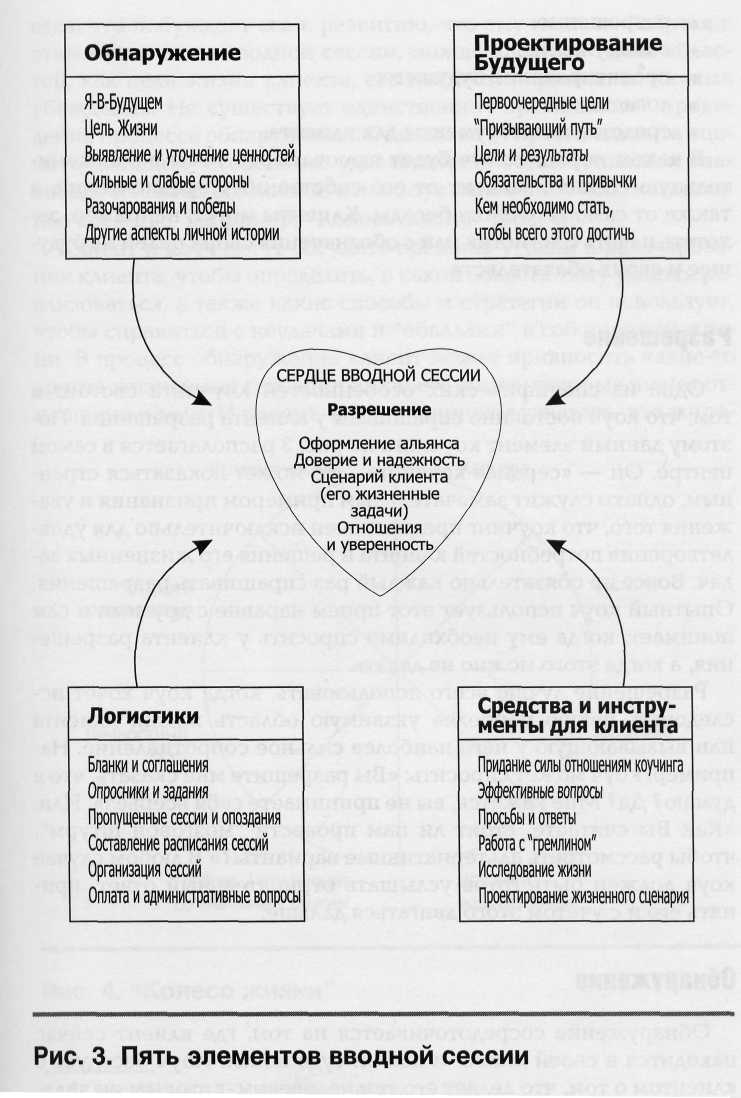 Обнаружение
Я-В-Будущем
Цель Жизни
Выявление и уточнение ценностей
Сильные и слабые стороны
Разочарования и победы
Другие аспекты личной истории
Проектирование
Будущего
Первоочередные цели
"Призывающий путь"
Цели и результаты
Обязательства и привычки
Кем необходимо стать,
чтобы всего этого достичь
СЕРДЦЕ ВВОДНОЙ СЕССИИ
Разрешение
Оформление альянса
Доверие и надежность
Сценарий клиента
(его жизненные
задачи)
Отношения
и уверенность
Логистики
Бланки и соглашения
Опросники и задания
Пропущенные сессии и опоздания
Составление расписания сессий
Организация сессий
Оплата и административные вопросы
Средства и инстру-
менты для клиента
Придание силы отношениям коучинга
Эффективные вопросы
Просьбы и ответы
Работа с "гремлином"
Исследование жизни
Проектирование жизненного сценария
Рис. 3. Пять элементов вводной сессии